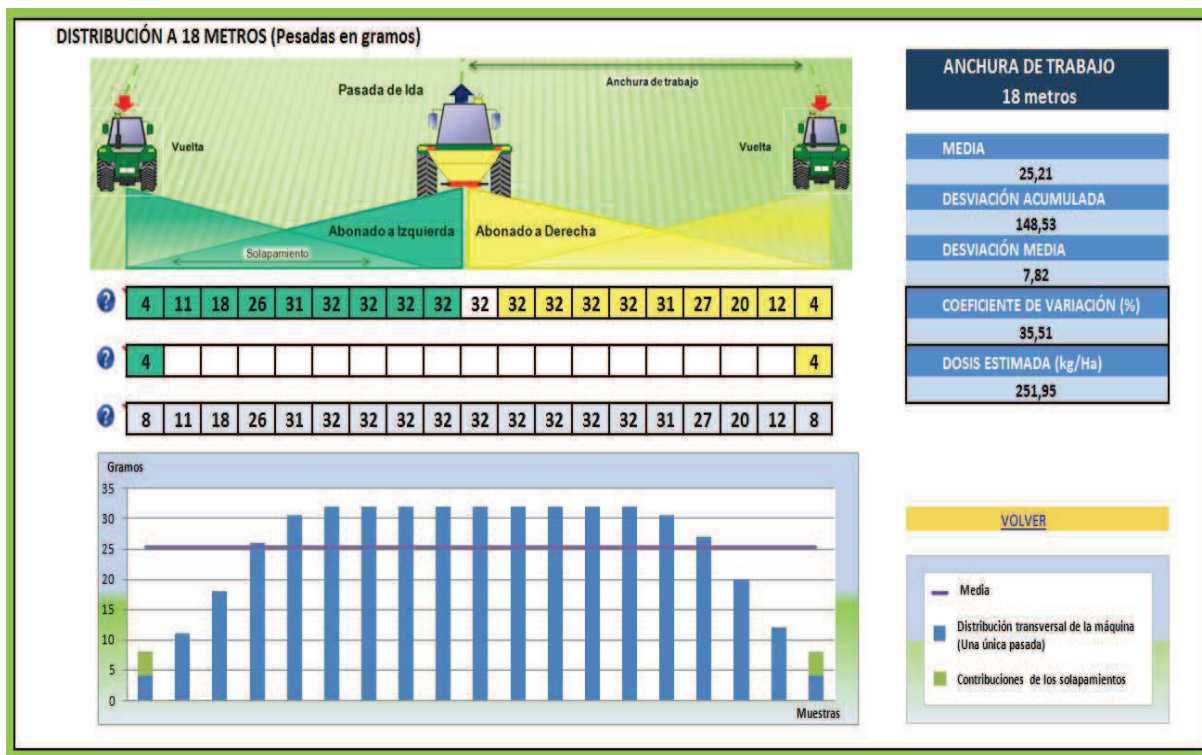 DISTRIBUCIÓN A 18 METROS (Pesadas en gramos)
Pasada de Ida
Anchura de trabajo
Vuelta
Vuelta
Abonado a Izquierda
Abonado a Derecha
Solapamiento
? 4 11 18 26 31 32 32 32 32 32 32 32 32 32 31 27 20 12 4
? 4 4
? 8 11 18 26 31 32 32 32 32 32 32 32 32 32 31 27 20 12 8
Gramos
35
30
25
20
15
10
5
0
Muestras
ANCHURA DE TRABAJO
18 metros
MEDIA
25,21
DESVIACIÓN ACUMULADA
148,53
DESVIACIÓN MEDIA
7,82
COEFICIENTE DE VARIACIÓN (%)
35,51
DOSIS ESTIMADA (kg/Ha)
251,95
VOLVER
Media
Distribución transversal de la máquina
(Una única pasada)
Contribuciones de los solapamientos